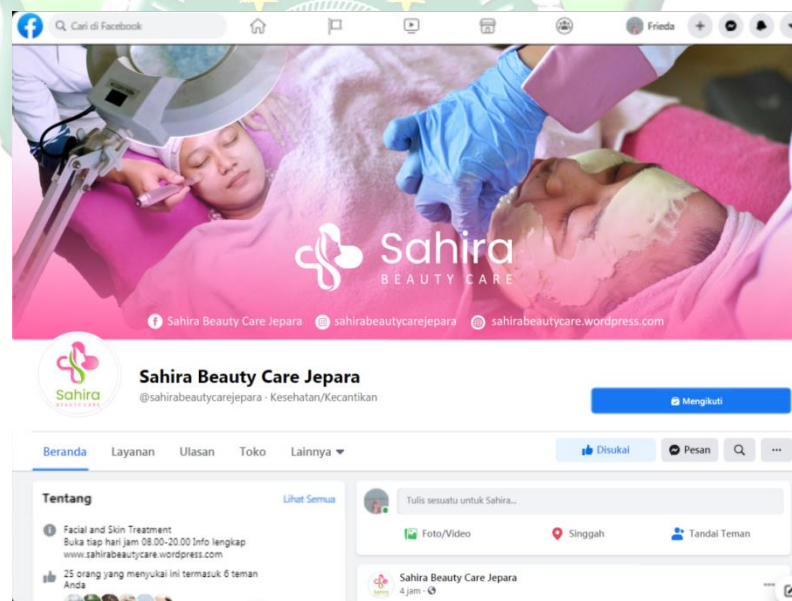 Cari di Facebook
Frieda
Sahira
BEAUTY CARE
Sahira Beauty Care Jepara sahirabeautycarejepara sahirabeautycare.wordpress.com
Sahira
BEAUTY CARE
Sahira Beauty Care Jepara
@sahirabeautycarejepara · Kesehatan/Kecantikan
Mengikuti
Beranda Layanan Ulasan Toko Lainnya
Disukai Pesan
Tentang Lihat Semua
Facial and Skin Treatment
Buka tiap hari jam 08.00-20.00 Info lengkap
www.sahirabeautycare.wordpress.com
25 orang yang menyukai ini termasuk 6 teman
Anda
Tulis sesuatu untuk Sahira...
Foto/Video Singgah Tandai Teman
Sahira Beauty Care Jepara
4 jam ·